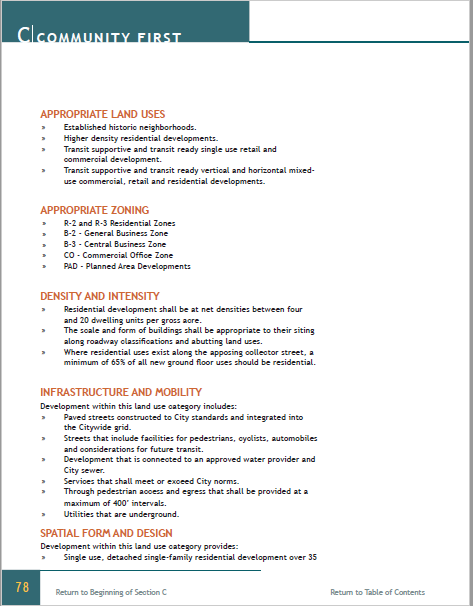 C| COMMUNITY FIRST
APPROPRIATE LAND USES
» Established historic neighborhoods.
» Higher density residential developments.
» Transit supportive and transit ready single use retail and
commercial development.
» Transit supportive and transit ready vertical and horizontal mixed-
use commercial, retail and residential developments.
APPROPRIATE ZONING
» R-2 and R-3 Residential Zones
» B-2 - General Business Zone
» B-3 - Central Business Zone
» CO - Commercial Office Zone
» PAD - Planned Area Developments
DENSITY AND INTENSITY
» Residential development shall be at net densities between four
and 20 dwelling units per gross acre.
» The scale and form of buildings shall be appropriate to their siting
along roadway classifications and abutting land uses.
» Where residential uses exist along the apposing collector street, a
minimum of 65% of all new ground floor uses should be residential.
INFRASTRUCTURE AND MOBILITY
Development within this land use category includes:
» Paved streets constructed to City standards and integrated into
the Citywide grid.
» Streets that include facilities for pedestrians, cyclists, automobiles
and considerations for future transit.
» Development that is connected to an approved water provider and
City sewer.
» Services that shall meet or exceed City norms.
» Through pedestrian access and egress that shall be provided at a
maximum of 400' intervals.
» Utilities that are underground.
SPATIAL FORM AND DESIGN
Development within this land use category provides:
» Single use, detached single-family residential development over 35
78
Return to Beginning of Section C
Return to Table of Contents